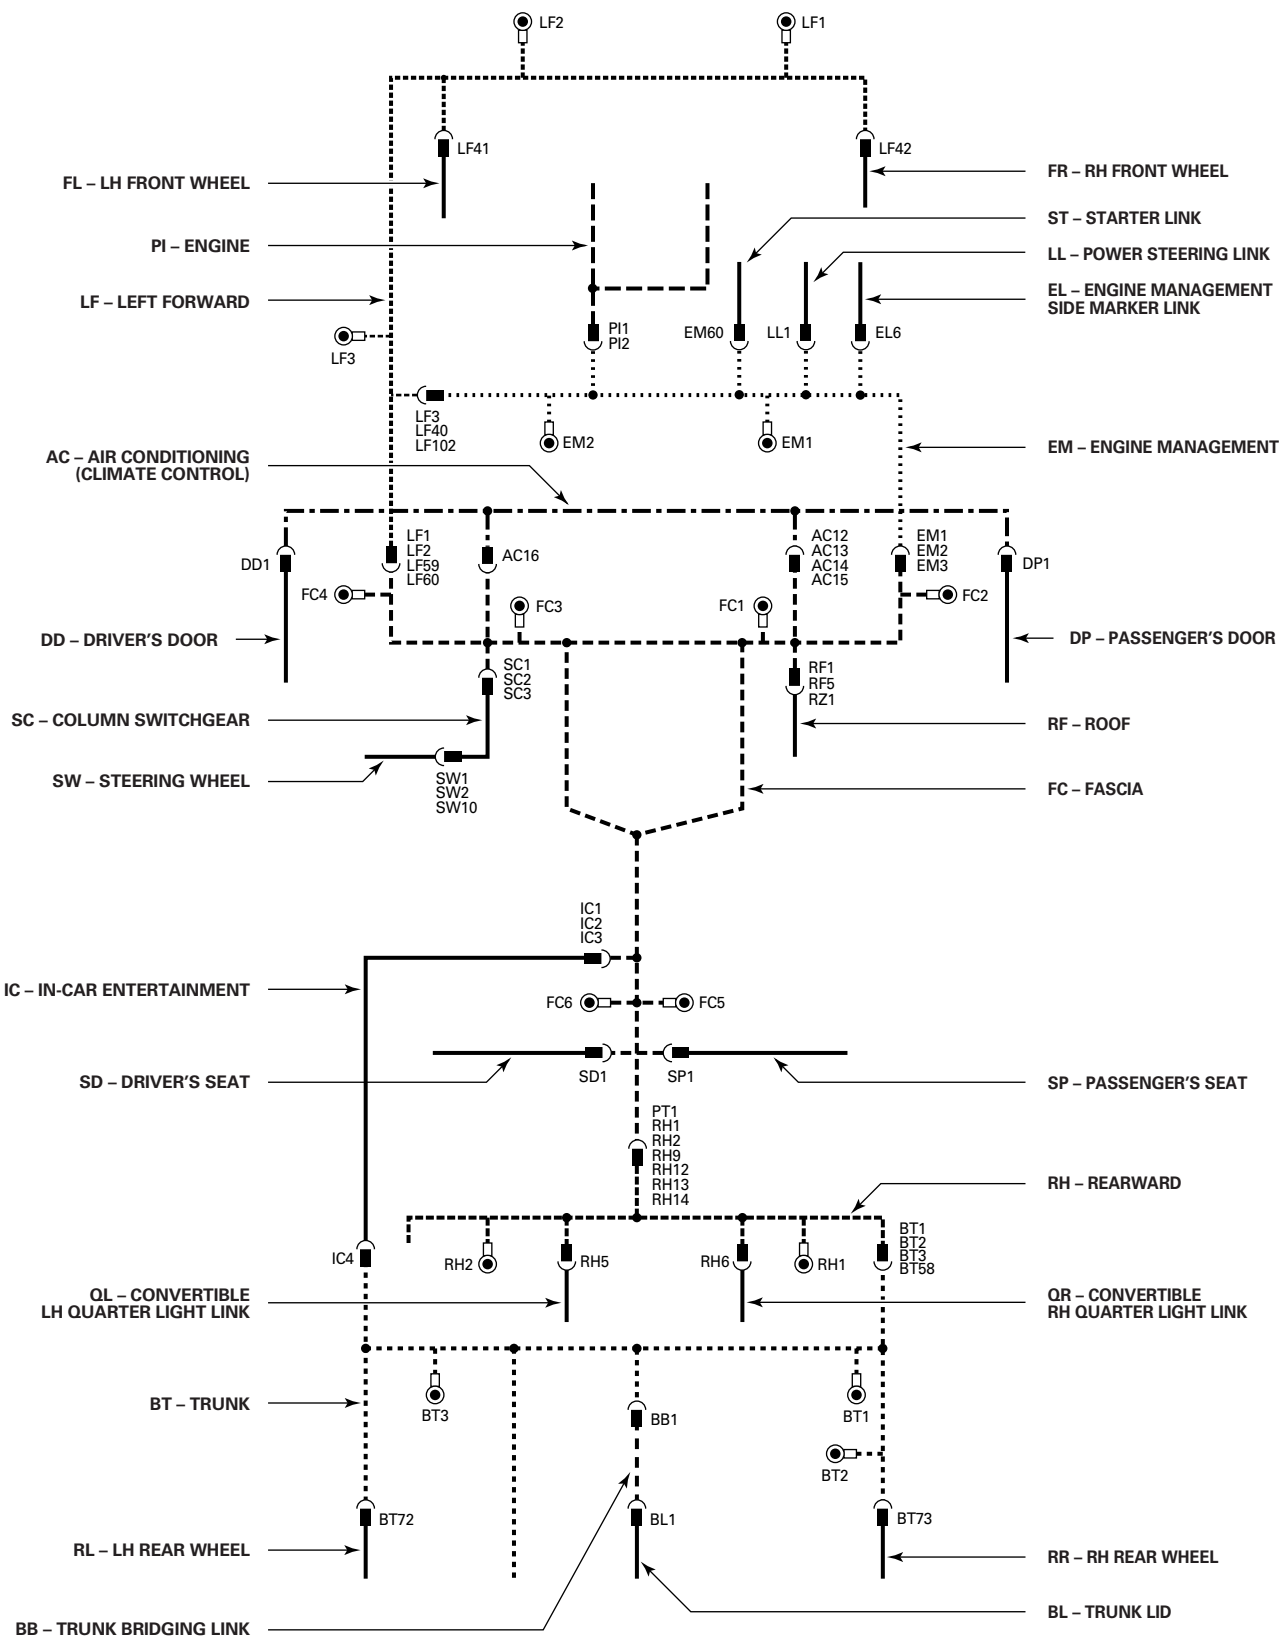 LF2
LF1
LF41
LF42
FL – LH FRONT WHEEL
FR – RH FRONT WHEEL
ST – STARTER LINK
PI – ENGINE
LL – POWER STEERING LINK
EL – ENGINE MANAGEMENT
SIDE MARKER LINK
LF – LEFT FORWARD
PI1
PI2
EM60
LL1
EL6
LF3
LF3
LF40
LF102
EM2
EM1
EM – ENGINE MANAGEMENT
AC – AIR CONDITIONING
(CLIMATE CONTROL)
DD1
LF1
LF2
LF59
LF60
AC16
AC12
AC13
AC14
AC15
EM1
EM2
EM3
DP1
FC4
FC3
FC1
FC2
DD – DRIVER'S DOOR
DP – PASSENGER'S DOOR
SC1
SC2
SC3
RF1
RF5
RZ1
SC – COLUMN SWITCHGEAR
RF – ROOF
SW – STEERING WHEEL
SW1
SW2
SW10
FC – FASCIA
IC1
IC2
IC3
IC – IN-CAR ENTERTAINMENT
FC6
FC5
SD1
SP1
SD – DRIVER'S SEAT
SP – PASSENGER'S SEAT
PT1
RH1
RH2
RH9
RH12
RH13
RH14
RH – REARWARD
IC4
RH2
RH5
RH6
RH1
BT1
BT2
BT3
BT58
QL – CONVERTIBLE
LH QUARTER LIGHT LINK
QR – CONVERTIBLE
RH QUARTER LIGHT LINK
BT – TRUNK
BT3
BB1
BT1
BT2
BT72
BL1
BT73
RL – LH REAR WHEEL
RR – RH REAR WHEEL
BL – TRUNK LID
BB – TRUNK BRIDGING LINK